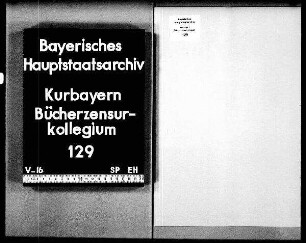 Bayerisches
Hauptstaatsarchiv
Kurbayern
Bücherzensur-
kollegium
129
V-16 SP EH